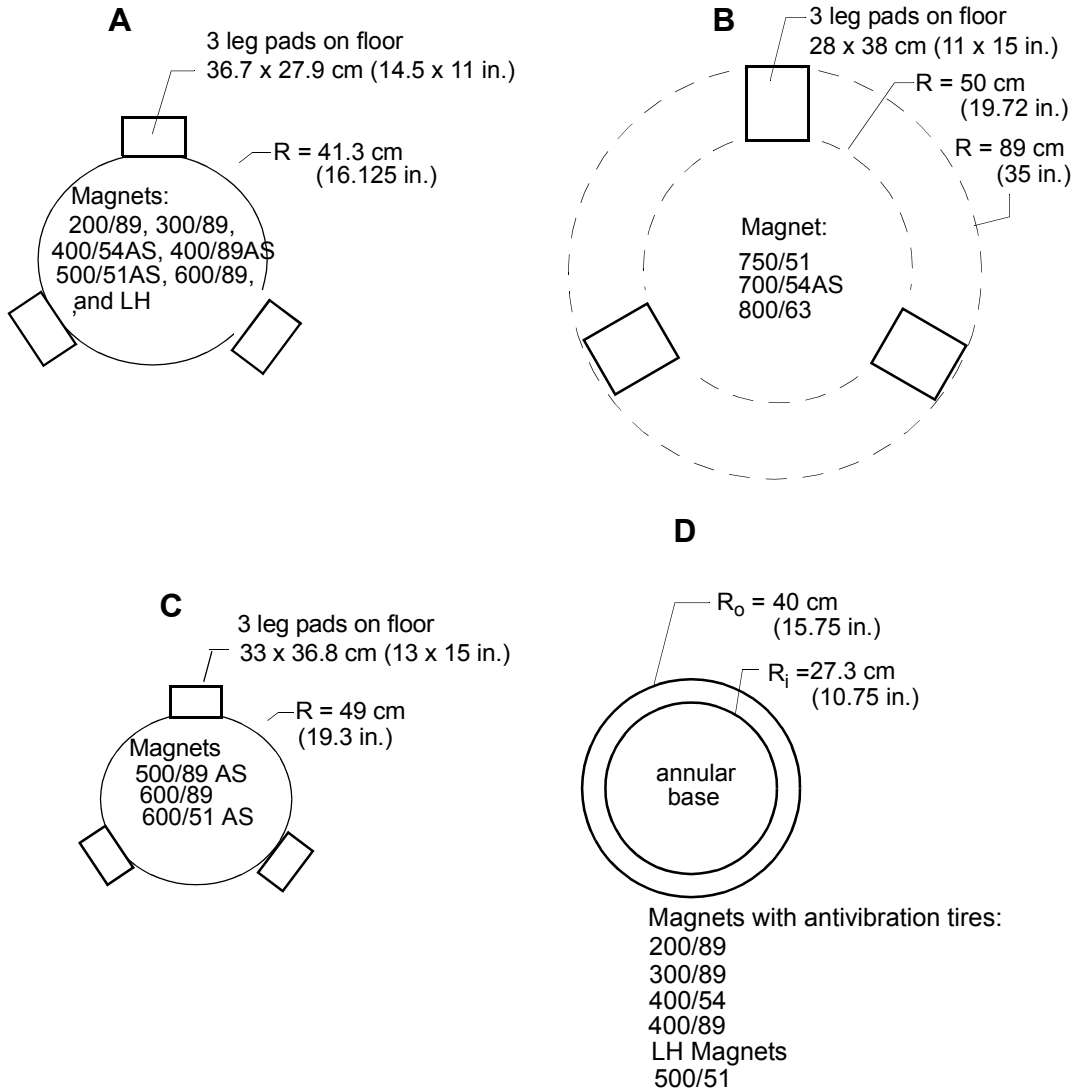 A
3 leg pads on floor
36.7 x 27.9 cm (14.5 x 11 in.)
R = 41.3 cm
(16.125 in.)
Magnets:
200/89, 300/89,
400/54AS, 400/89AS
500/51AS, 600/89,
,and LH
B
3 leg pads on floor
28 x 38 cm (11 x 15 in.)
R = 50 cm
(19.72 in.)
R = 89 cm
(35 in.)
Magnet:
750/51
700/54AS
800/63
C
3 leg pads on floor
33 x 36.8 cm (13 x 15 in.)
R = 49 cm
(19.3 in.)
Magnets
500/89 AS
600/89
600/51 AS
D
Ro = 40 cm
(15.75 in.)
Ri =27.3 cm
(10.75 in.)
annular
base
Magnets with antivibration tires:
200/89
300/89
400/54
400/89
LH Magnets
500/51